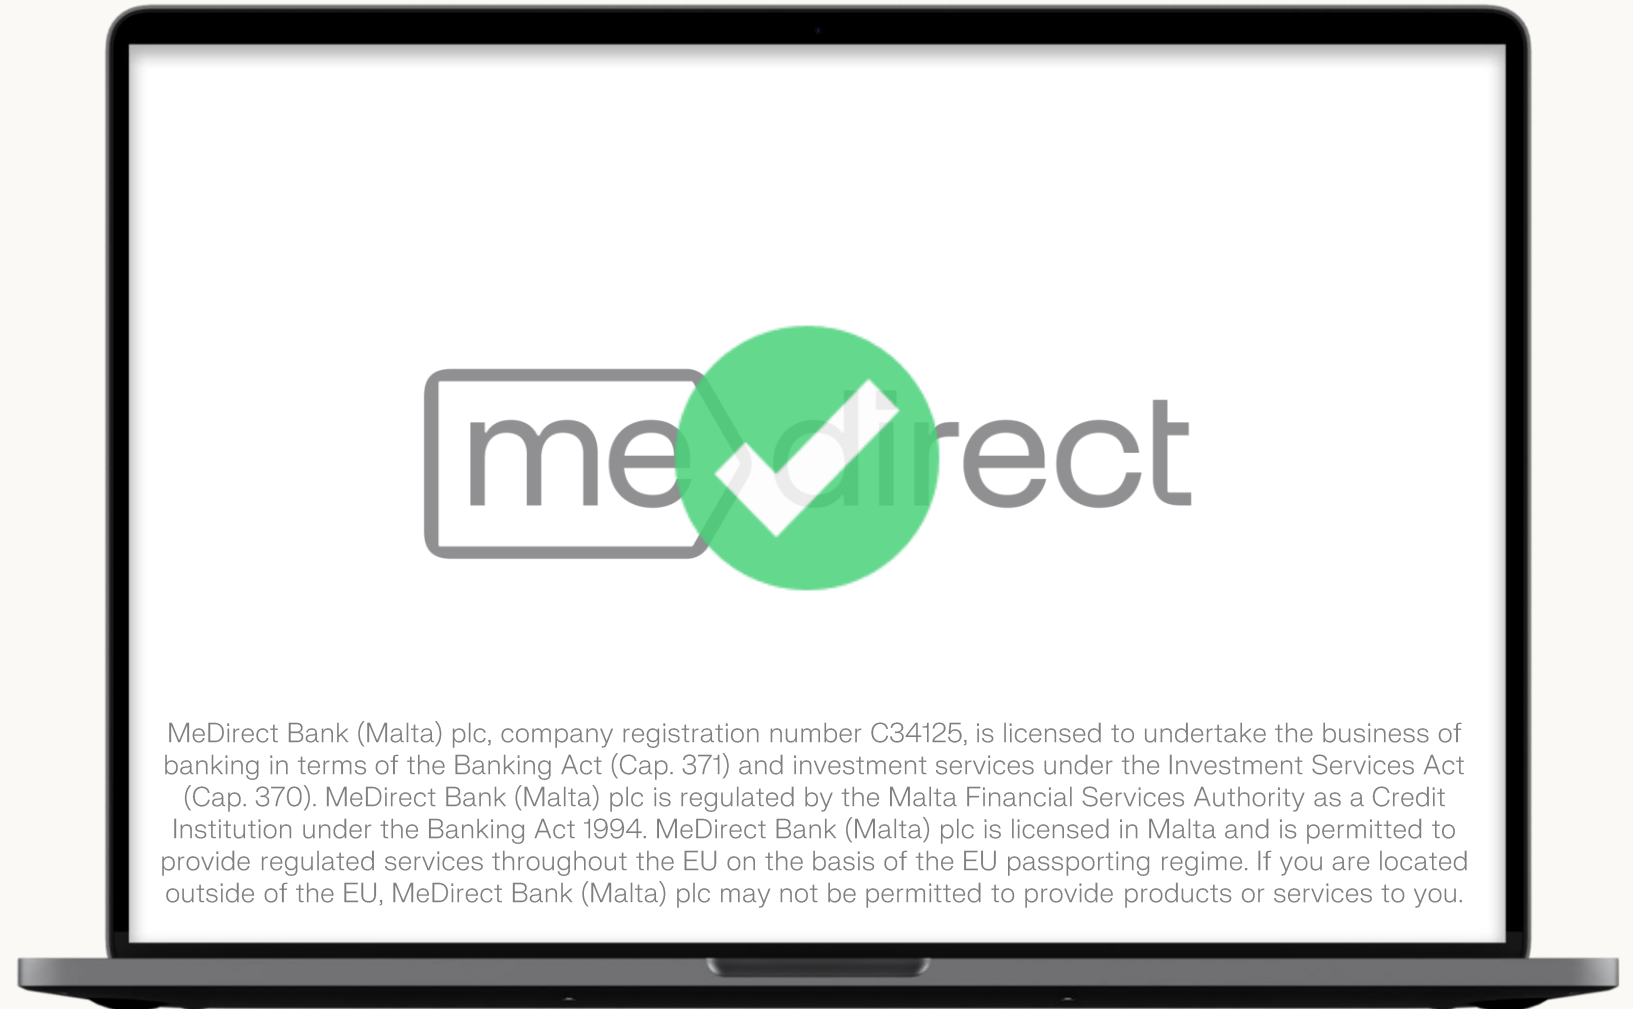 me direct
MeDirect Bank (Malta) plc, company registration number C34125, is licensed to undertake the business of
banking in terms of the Banking Act (Cap. 371) and investment services under the Investment Services Act
(Cap. 370). MeDirect Bank (Malta) plc is regulated by the Malta Financial Services Authority as a Credit
Institution under the Banking Act 1994. MeDirect Bank (Malta) plc is licensed in Malta and is permitted to
provide regulated services throughout the EU on the basis of the EU passporting regime. If you are located
outside of the EU, MeDirect Bank (Malta) plc may not be permitted to provide products or services to you.